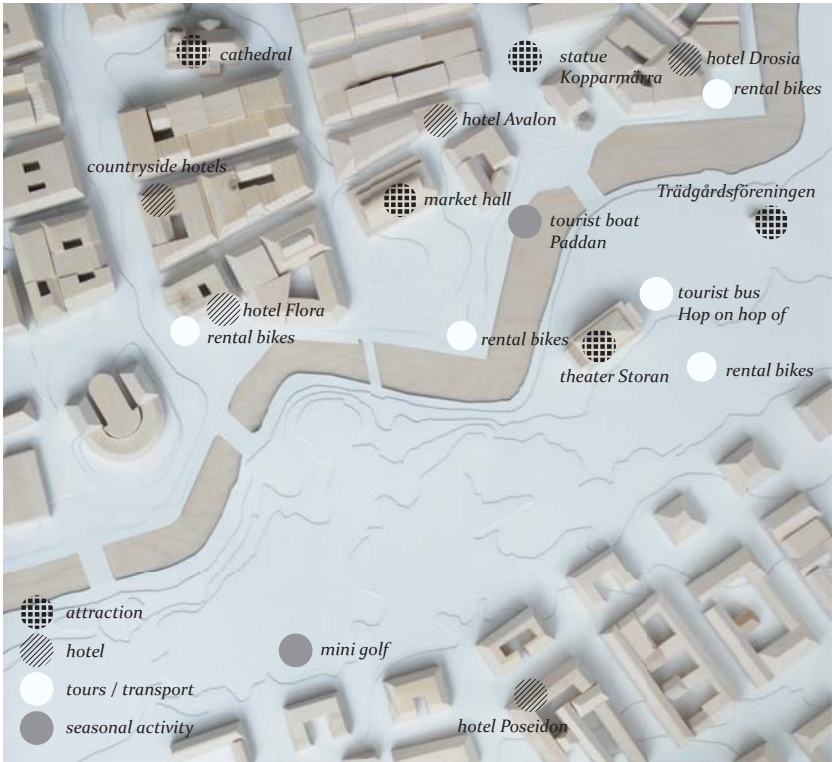 cathedral
statue
Kopparmärra
hotel Drosia
rental bikes
hotel Avalon
countryside hotels
market hall
Trädgårdsföreningen
tourist boat
Paddan
tourist bus
Hop on hop of
hotel Flora
rental bikes
rental bikes
theater Storan
rental bikes
attraction
hotel
mini golf
tours / transport
seasonal activity
hotel Poseidon